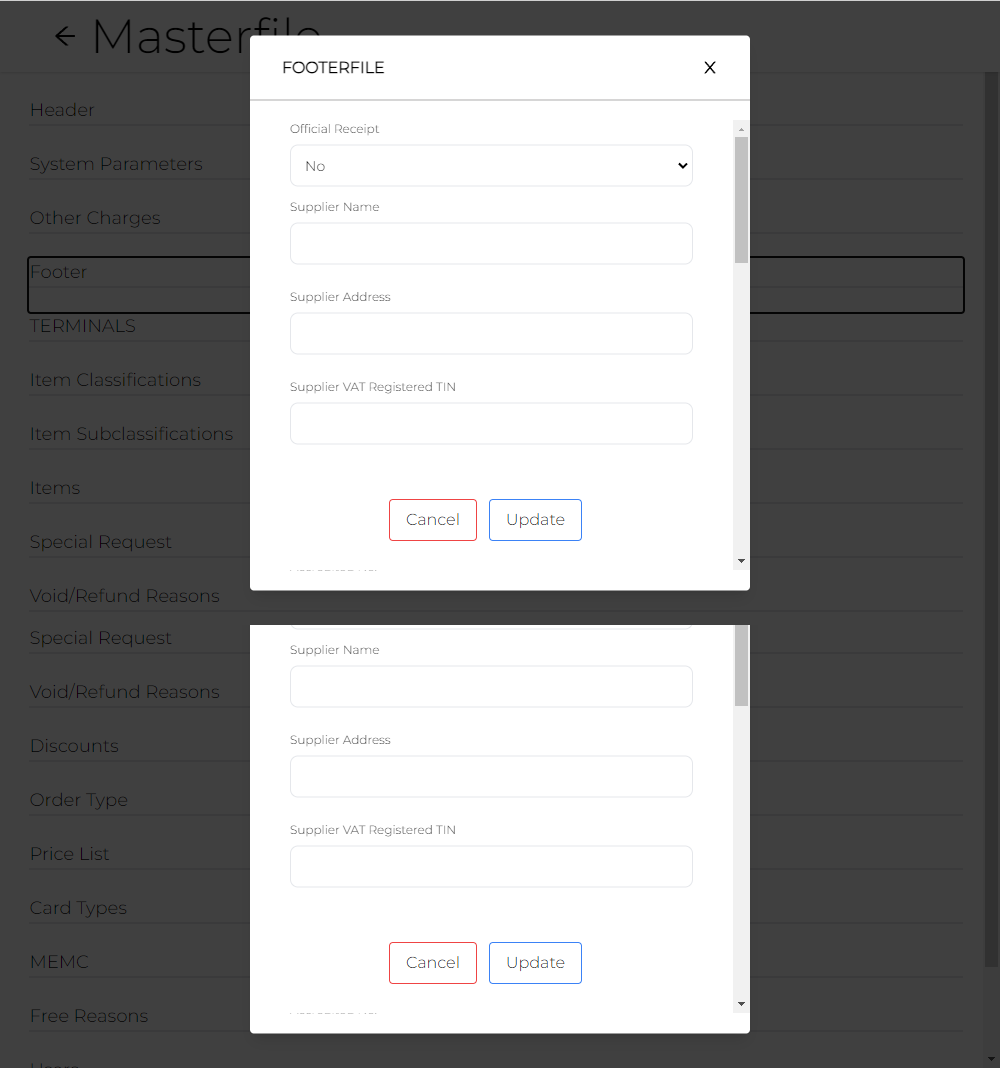 Masterfile
FOOTERFILE
X
Header
System Parameters
Other Charges
Footer
TERMINALS
Item Classifications
Item Subclassifications
Items
Special Request
Void/Refund Reasons
Special Request
Void/Refund Reasons
Discounts
Order Type
Price List
Card Types
MEMC
Free Reasons
Official Receipt
No
Supplier Name
Supplier Address
Supplier VAT Registered TIN
Cancel
Update
Supplier Name
Supplier Address
Supplier VAT Registered TIN
Cancel
Update